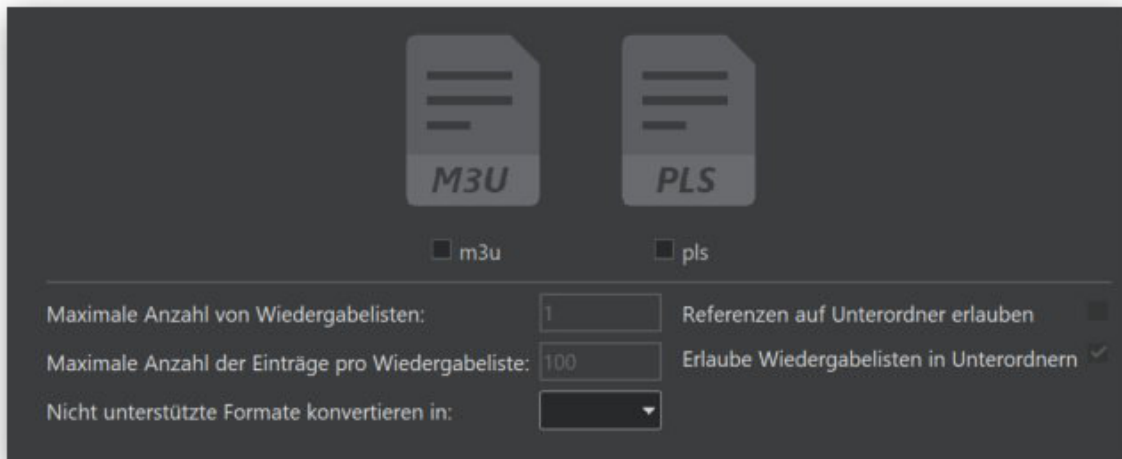 M3U PLS
m3u pls
Maximale Anzahl von Wiedergabelisten: 1 Referenzen auf Unterordner erlauben
Maximale Anzahl der Einträge pro Wiedergabeliste: 100 Erlaube Wiedergabelisten in Unterordnern
Nicht unterstützte Formate konvertieren in: